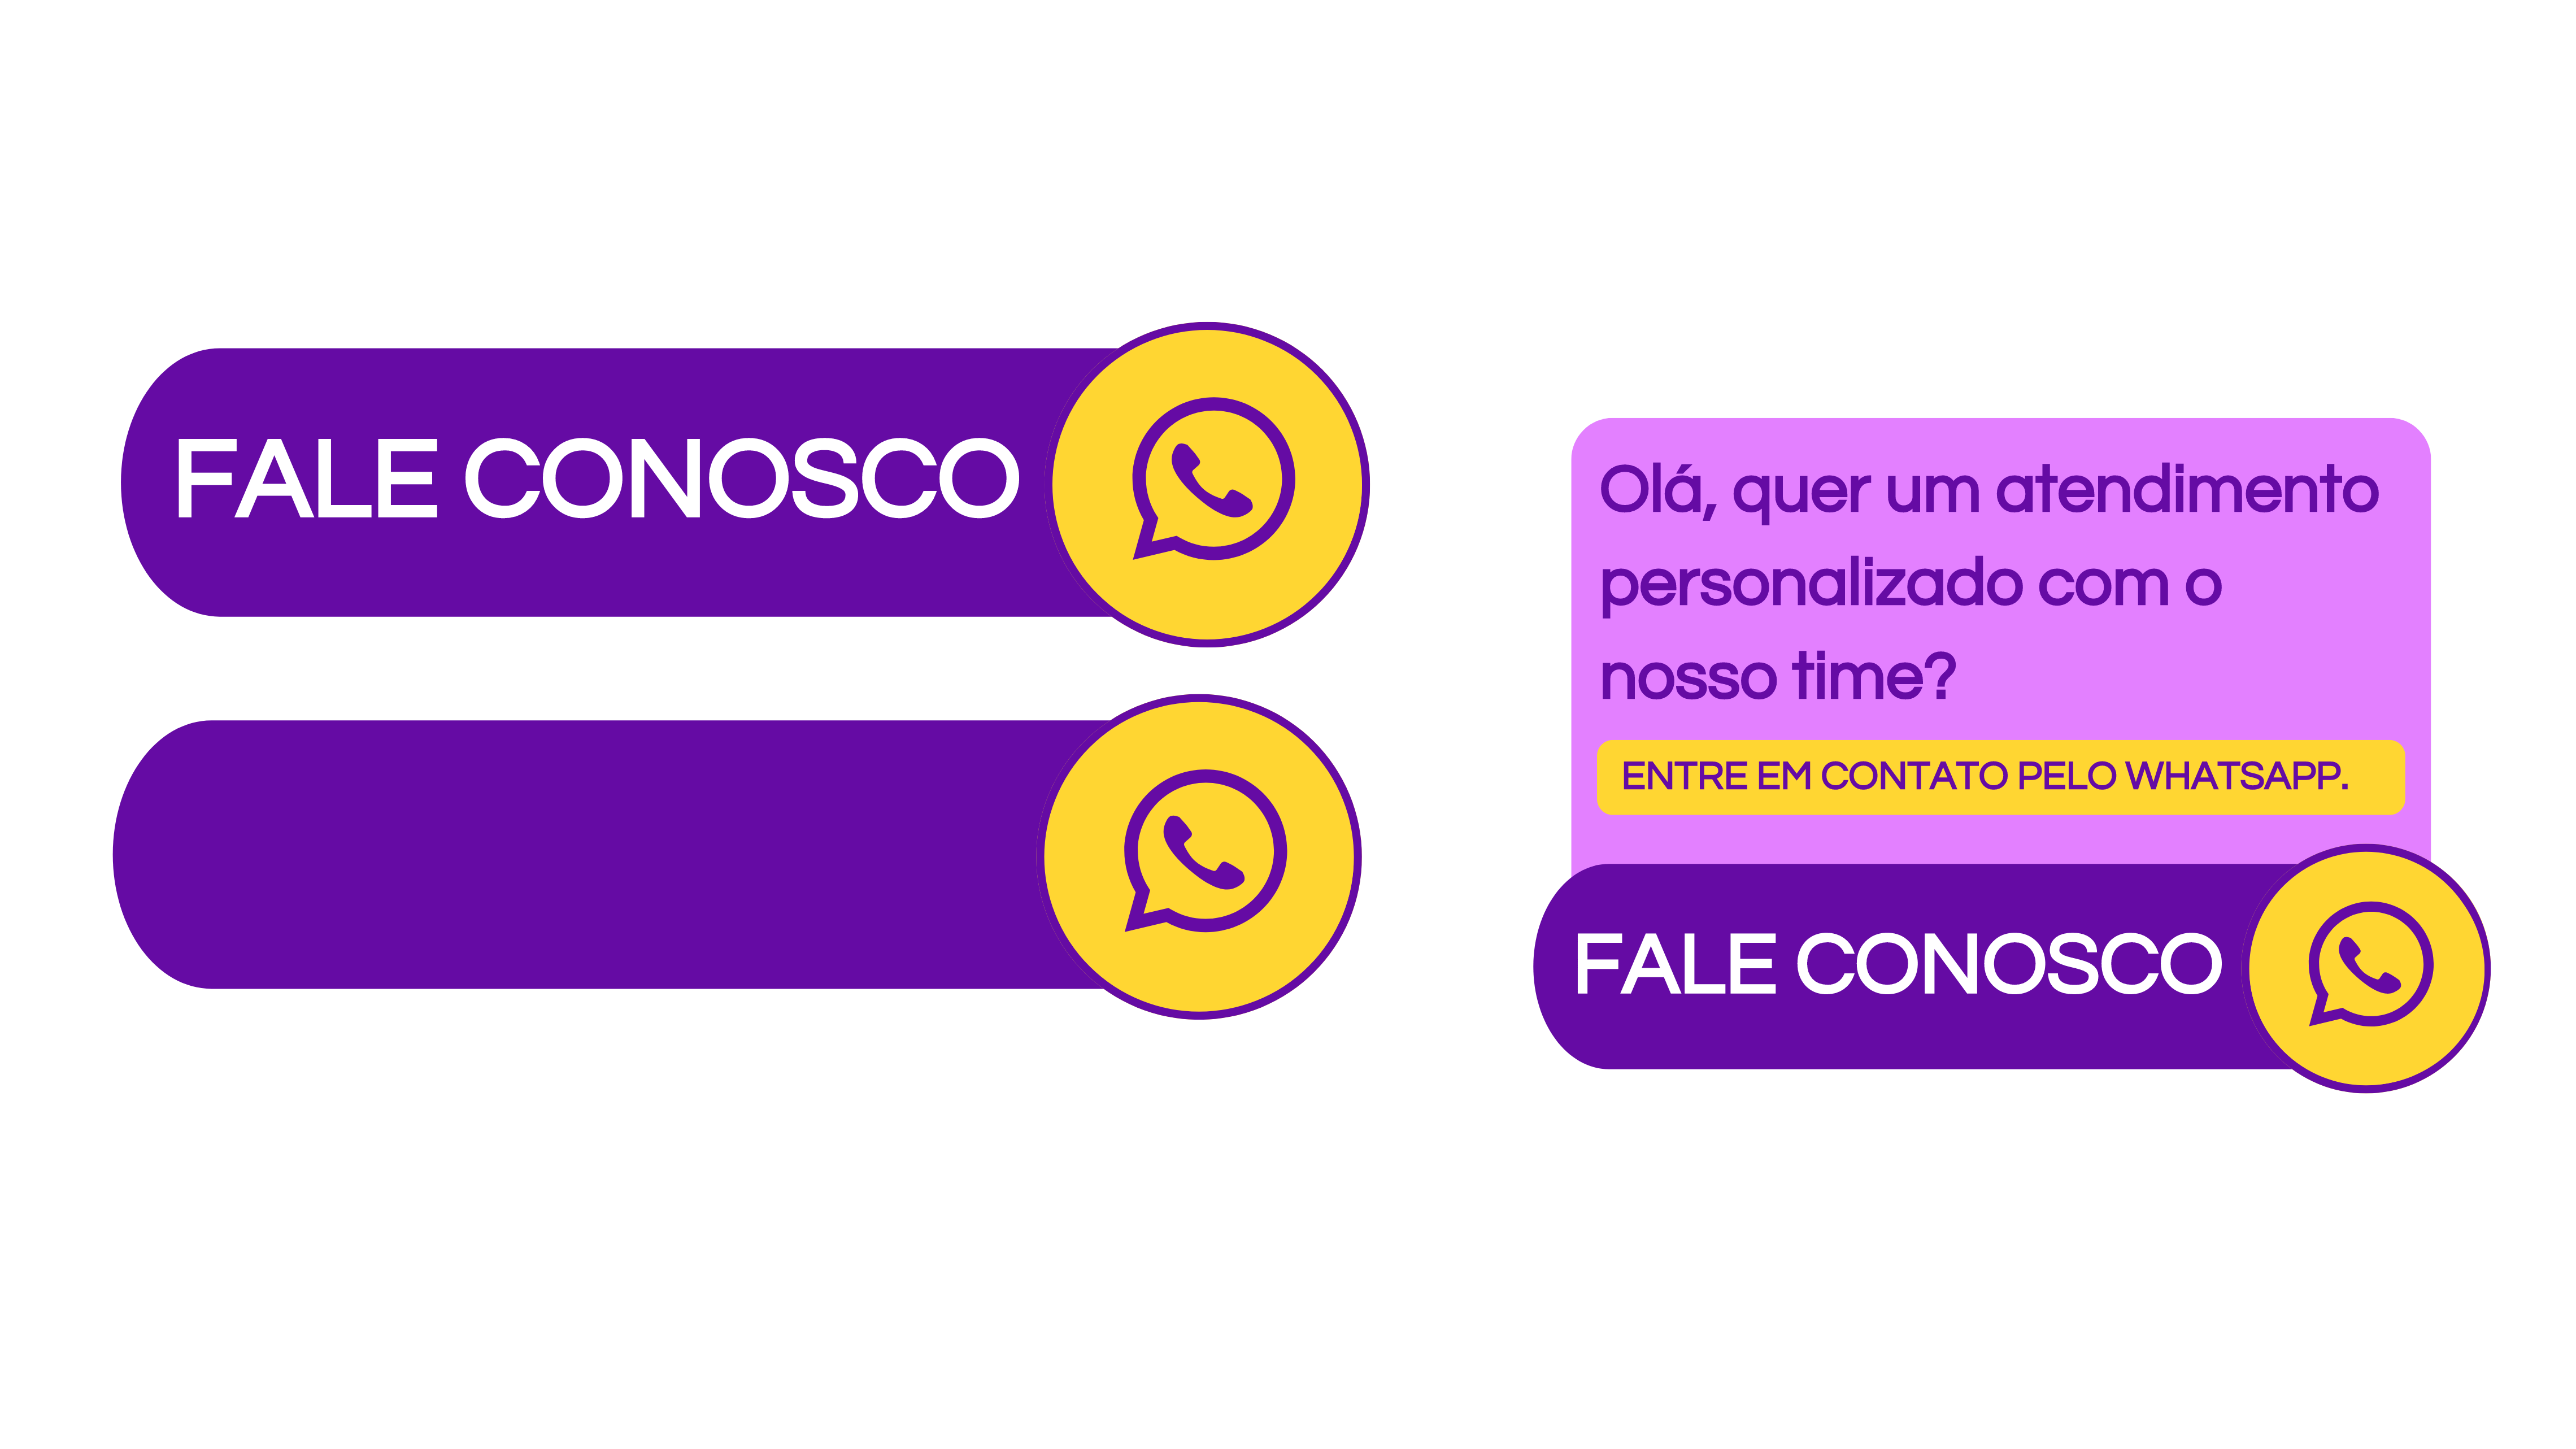 FALE CONOSCO
Olá, quer um atendimento
personalizado com o
nosso time?
ENTRE EM CONTATO PELO WHATSAPP.
FALE CONOSCO